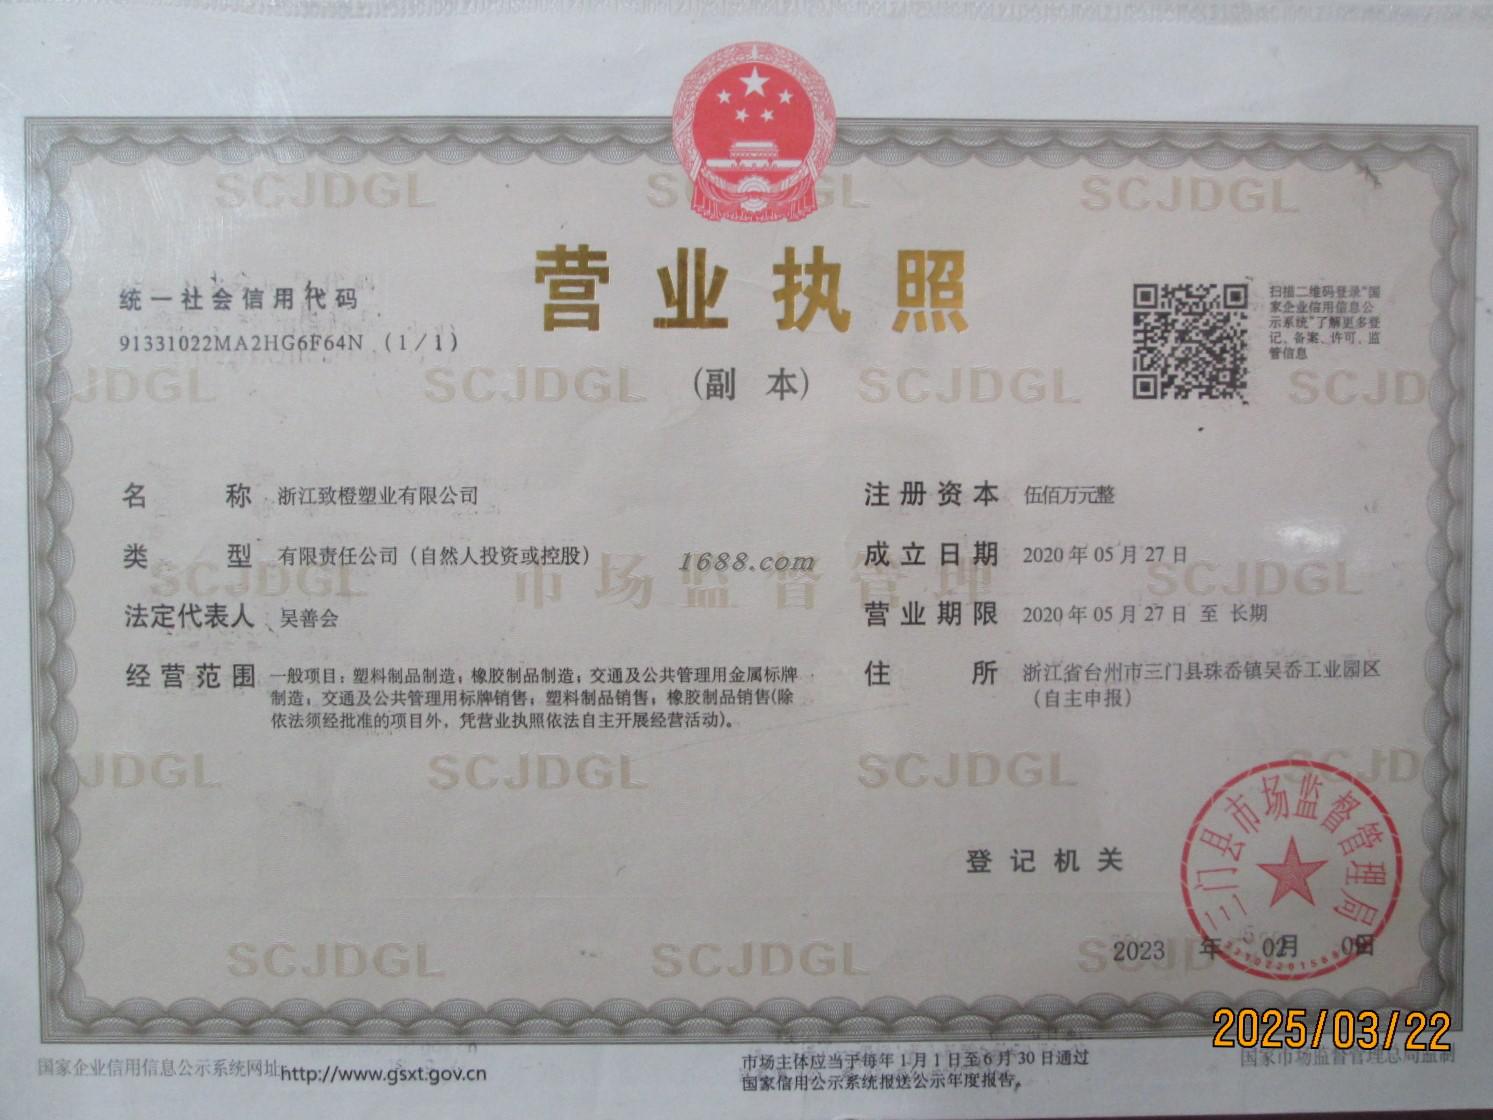 营业执照
(副 本)
统一社会信用代码
91331022MA2HG6F64N (1/1)
扫描二维码登录"国
家企业信用信息公
示系统"了解更多登
记、备案、许可、监
管信息
名 称 浙江致橙塑业有限公司
类 型 有限责任公司（自然人投资或控股）
法定代表人 吴善会
经营范围 一般项目：塑料制品制造；橡胶制品制造；交通及公共管理用金属标牌
制造；交通及公共管理用标牌销售；塑料制品销售；橡胶制品销售(除
依法须经批准的项目外，凭营业执照依法自主开展经营活动)。
注册资本 伍佰万元整
成立日期 2020年05月27日
营业期限 2020年05月27日 至 长期
住 所 浙江省台州市三门县珠岙镇吴岙工业园区
（自主申报）
1688.com
市场监督管理
SCJDGL
登记机关
三门县市场监督管理局
2023 年 02月 09日
2025/03/22
国家企业信用信息公示系统网址:http://www.gsxt.gov.cn
市场主体应当于每年1月1日至6月30日通过
国家信用公示系统报送公示年度报告。
国家市场监督管理总局监制